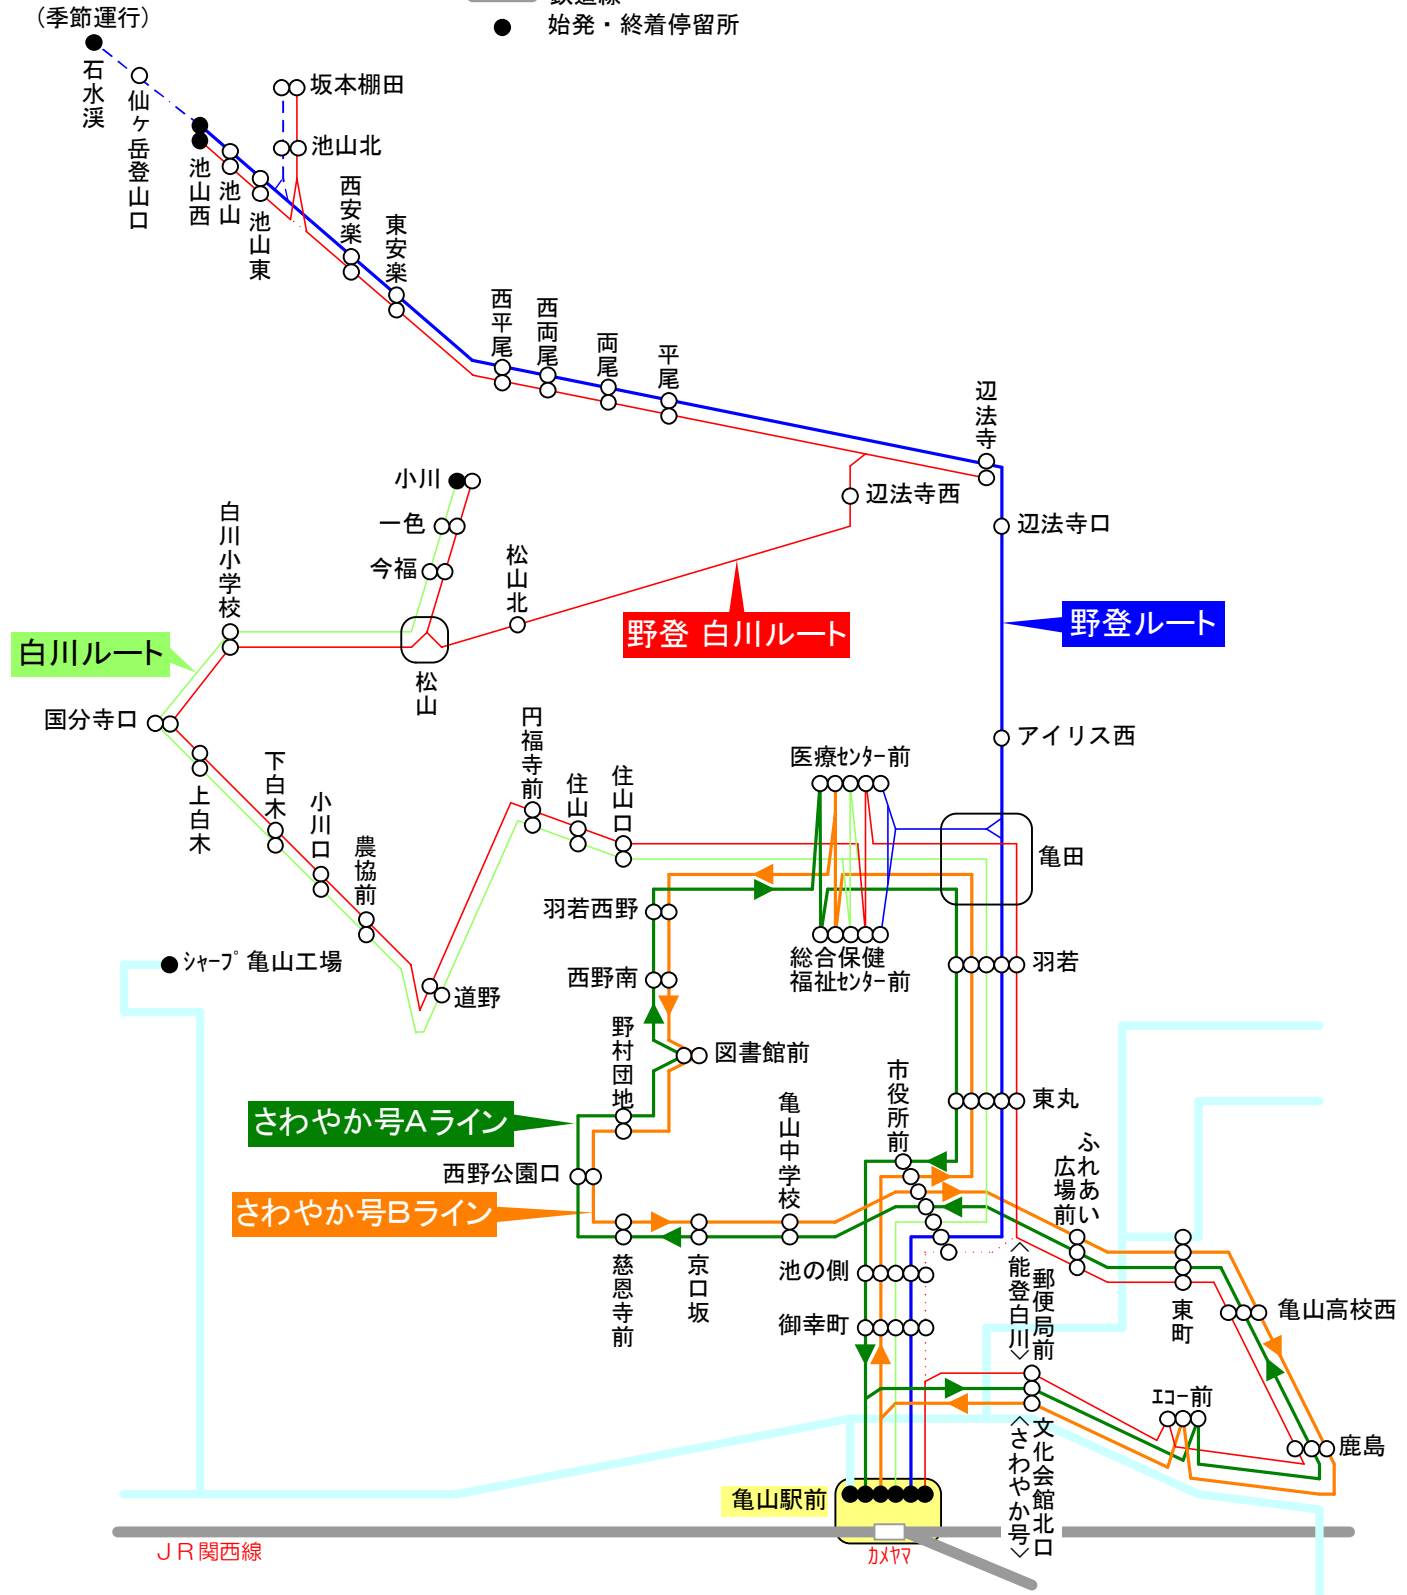 鉄道線
(季節運行)
始発・終着停留所
石水渓
仙ヶ岳登山口
坂本棚田
池山北
池山西
池山
池山東
西安楽
東安楽
西平尾
西両尾
両尾
平尾
辺法寺
辺法寺西
辺法寺口
小川
一色
今福
白川小学校
松山北
松山
野登 白川ルート
野登ルート
白川ルート
国分寺口
上白木
下白木
小川口
農協前
円福寺前
住山
住山口
医療センター前
アイリス西
亀田
羽若西野
シャープ亀山工場
道野
西野南
総合保健
福祉センター前
羽若
野村団地
図書館前
市役所前
東丸
さわやか号Aライン
亀山中学校
ふれあい
広場前
西野公園口
さわやか号Bライン
慈恩寺前
京口坂
池の側
御幸町
郵便局前
〈能登白川〉
東町
亀山高校西
エコー前
鹿島
文化会館北口
〈さわやか号〉
亀山駅前
JR関西線
カメヤマ